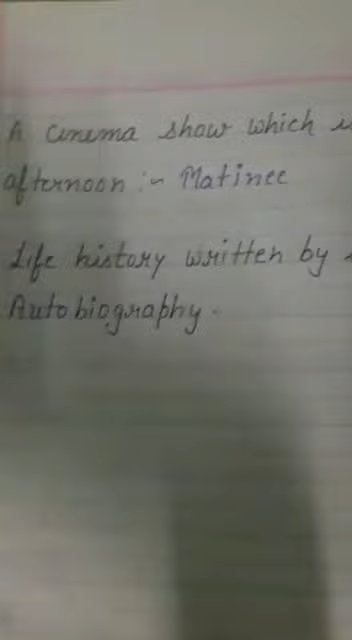 A cinema show which
afternoon :- Matinee
Life history written by
Autobiography.